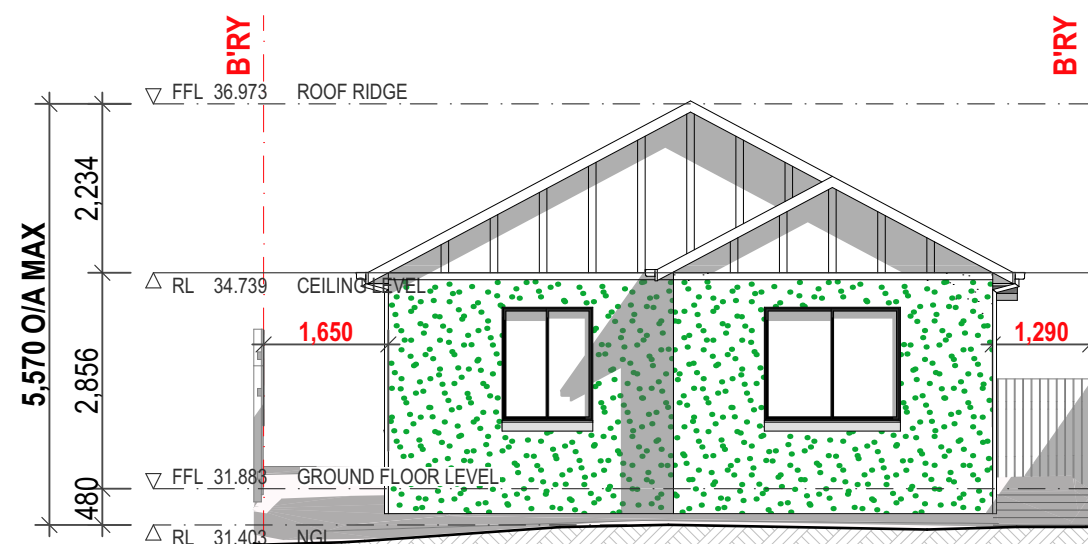 B'RY
B'RY
FFL 36.973 ROOF RIDGE
2,234
5,570 O/A MAX
RL 34.739 CEILING LEVEL
1,650
1,290
2,856
FFL 31.883 GROUND FLOOR LEVEL
480
RL 31.403 NGL